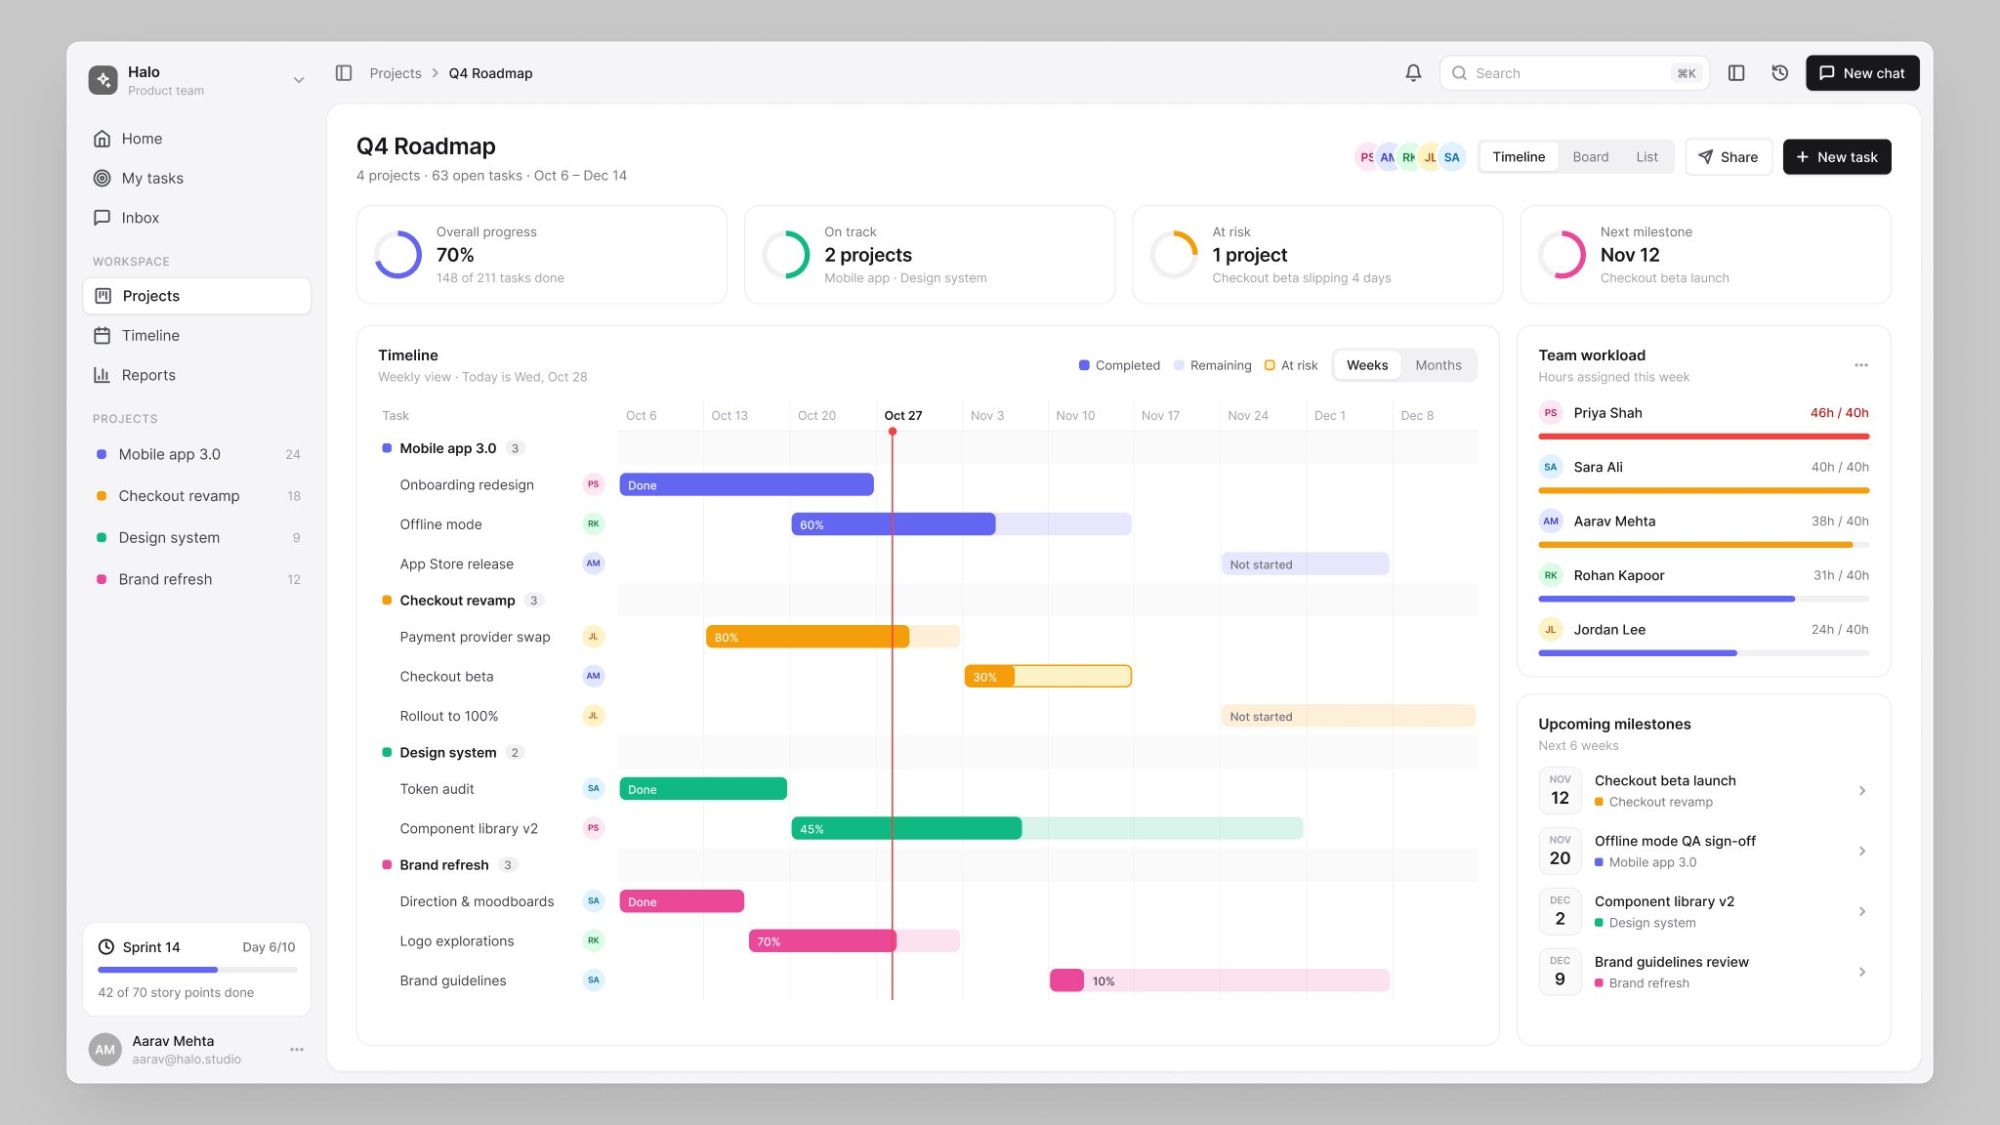 Halo
Product team
Home
My tasks
Inbox
WORKSPACE
Projects
Timeline
Reports
PROJECTS
Mobile app 3.0 24
Checkout revamp 18
Design system 9
Brand refresh 12
Sprint 14 Day 6/10
42 of 70 story points done
AM Aarav Mehta
aarav@halo.studio
Projects > Q4 Roadmap
Search ⌘K
New chat
Q4 Roadmap
4 projects · 63 open tasks · Oct 6 – Dec 14
PS AM RK JL SA
Timeline Board List
Share
+ New task
Overall progress
70%
148 of 211 tasks done
On track
2 projects
Mobile app · Design system
At risk
1 project
Checkout beta slipping 4 days
Next milestone
Nov 12
Checkout beta launch
Timeline
Weekly view · Today is Wed, Oct 28
Completed Remaining At risk
Weeks Months
Task Oct 6 Oct 13 Oct 20 Oct 27 Nov 3 Nov 10 Nov 17 Nov 24 Dec 1 Dec 8
Mobile app 3.0 3
Onboarding redesign PS Done
Offline mode RK 60%
App Store release AM Not started
Checkout revamp 3
Payment provider swap JL 80%
Checkout beta AM 30%
Rollout to 100% JL Not started
Design system 2
Token audit SA Done
Component library v2 PS 45%
Brand refresh 3
Direction & moodboards SA Done
Logo explorations RK 70%
Brand guidelines SA 10%
Team workload
Hours assigned this week
PS Priya Shah 46h / 40h
SA Sara Ali 40h / 40h
AM Aarav Mehta 38h / 40h
RK Rohan Kapoor 31h / 40h
JL Jordan Lee 24h / 40h
Upcoming milestones
Next 6 weeks
NOV 12 Checkout beta launch
Checkout revamp
NOV 20 Offline mode QA sign-off
Mobile app 3.0
DEC 2 Component library v2
Design system
DEC 9 Brand guidelines review
Brand refresh